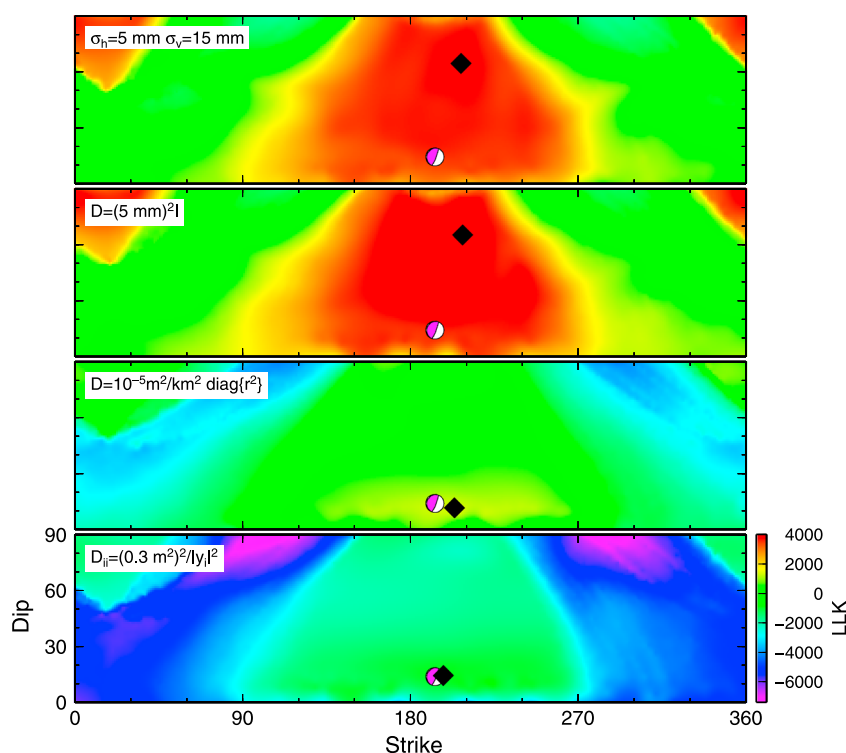 σh=5 mm σv=15 mm
D=(5 mm)²I
D=10⁻⁵m²/km² diag{r²}
Dii=(0.3 m²)²/|yi|²
90
60
30
0
Dip
0
90
180
270
360
Strike
4000
2000
0
−2000
−4000
−6000
LLK